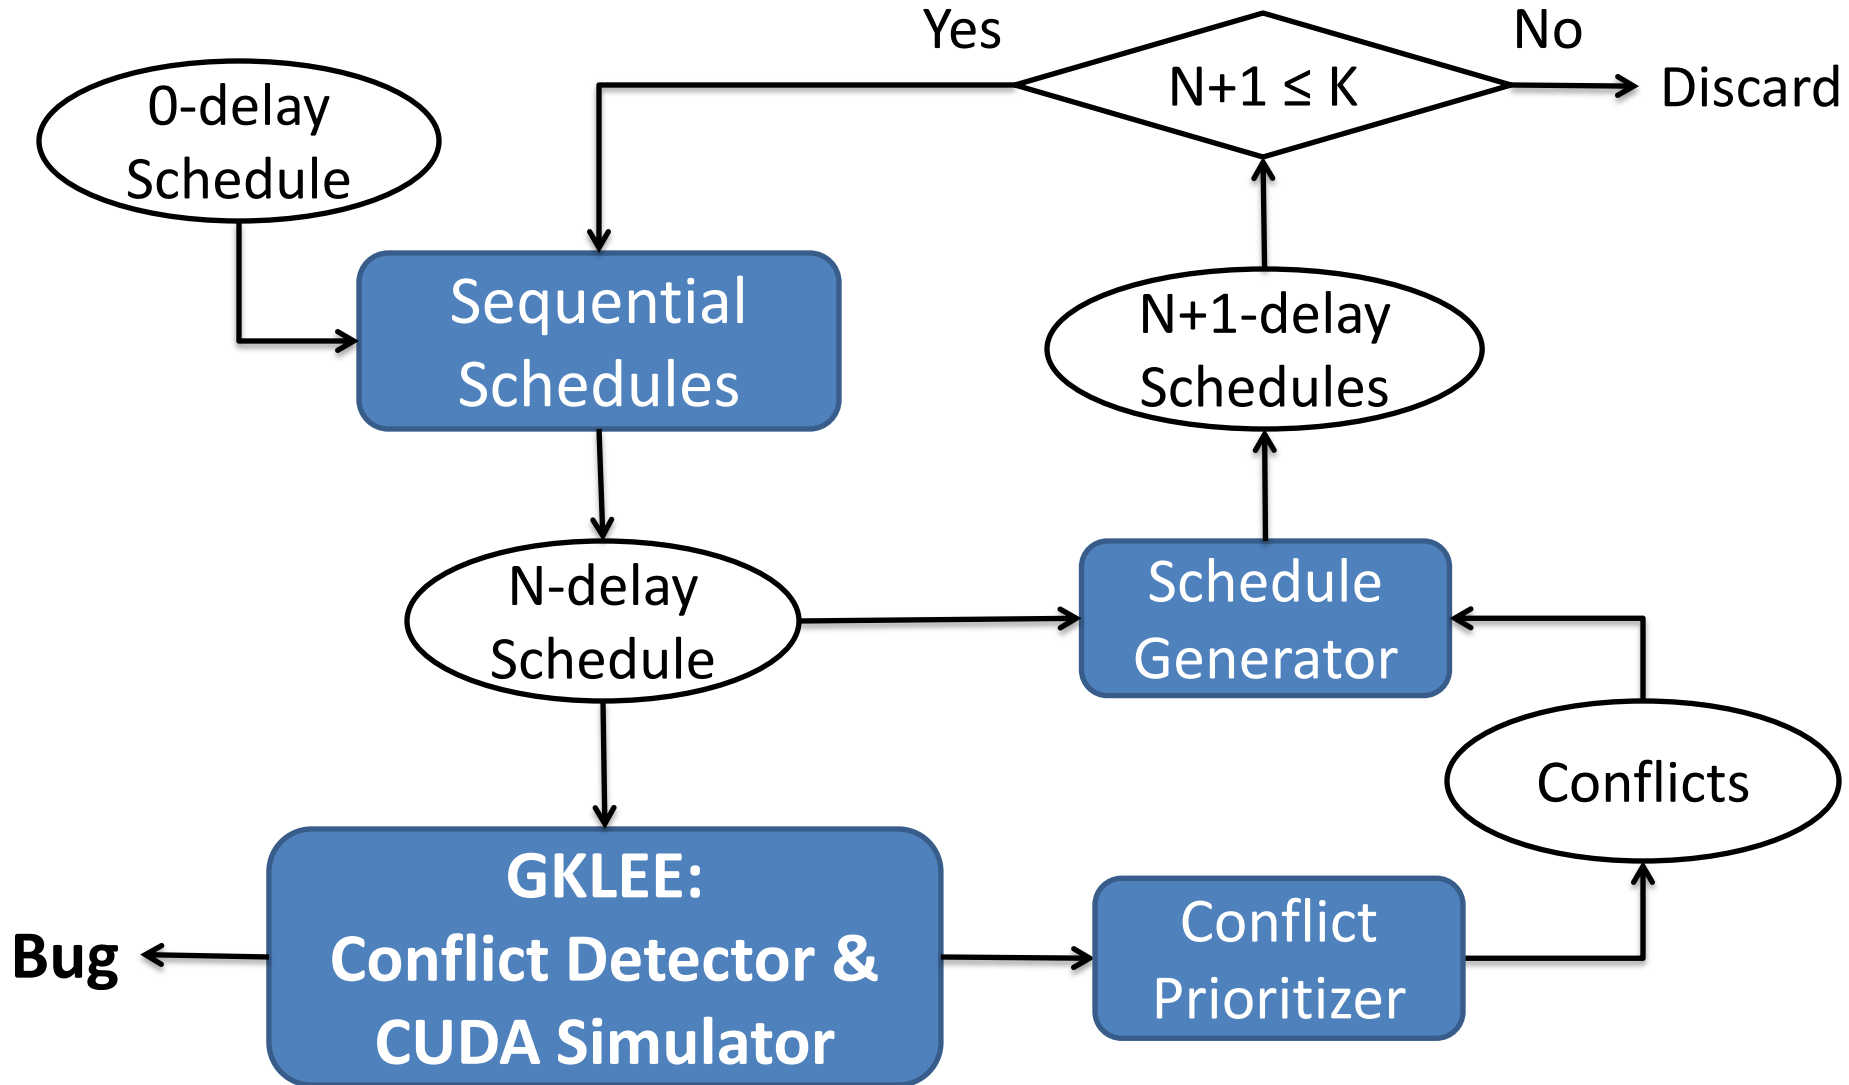 Yes
No
N+1 ≤ K
Discard
0-delay
Schedule
Sequential
Schedules
N+1-delay
Schedules
N-delay
Schedule
Schedule
Generator
Conflicts
GKLEE:
Conflict Detector &
CUDA Simulator
Bug
Conflict
Prioritizer